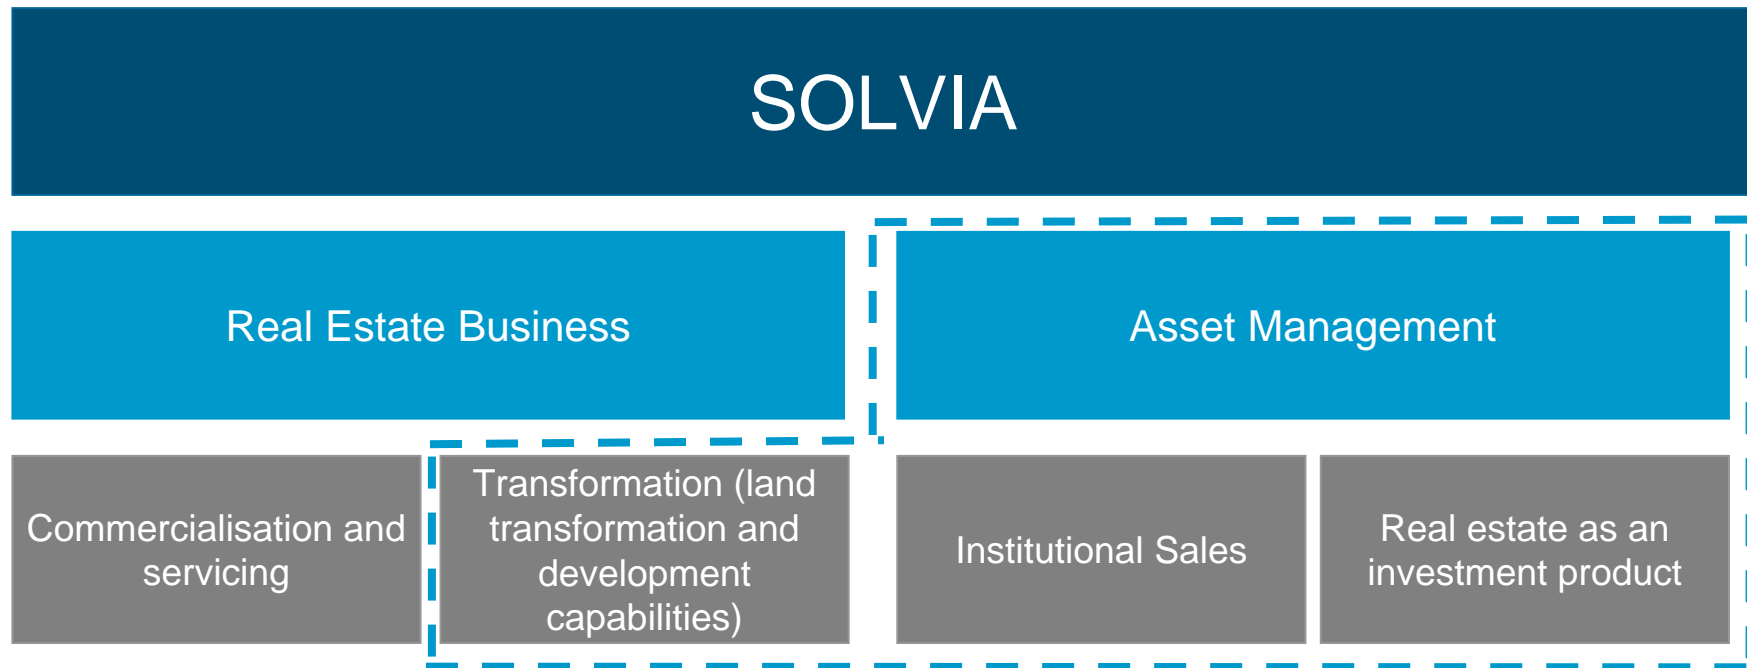 SOLVIA
Real Estate Business
Asset Management
Commercialisation and
servicing
Transformation (land
transformation and
development
capabilities)
Institutional Sales
Real estate as an
investment product